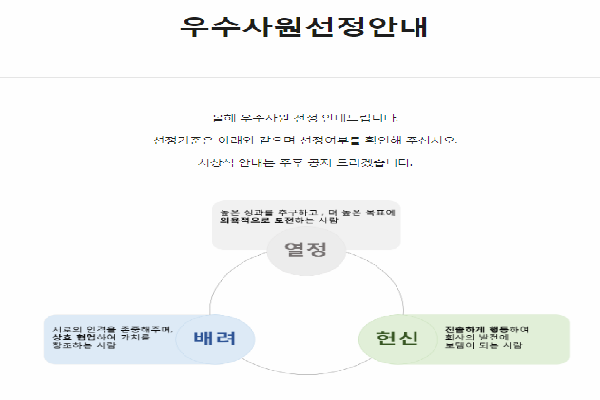 우수사원선정안내
올해 우수사원 선정 안내드립니다.
선정기준은 아래와 같으며 선정여부를 확인해 주십시오.
시상식 안내는 추후 공지 드리겠습니다.
높은 성과를 추구하고, 더 높은 목표에
의욕적으로 도전하는 사람
열정
서로의 인격을 존중해주며,
상호 협업하여 가치를
창조하는 사람
배려
헌신
진솔하게 행동하여
회사의 발전에
보탬이 되는 사람